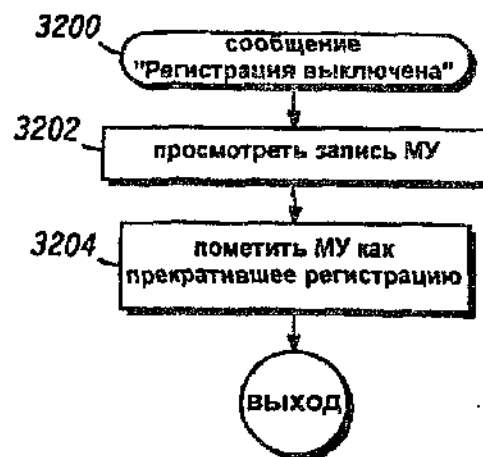 3200
сообщение
"Регистрация выключена"
3202
просмотреть запись МУ
3204
пометить МУ как
прекратившее регистрацию
выход